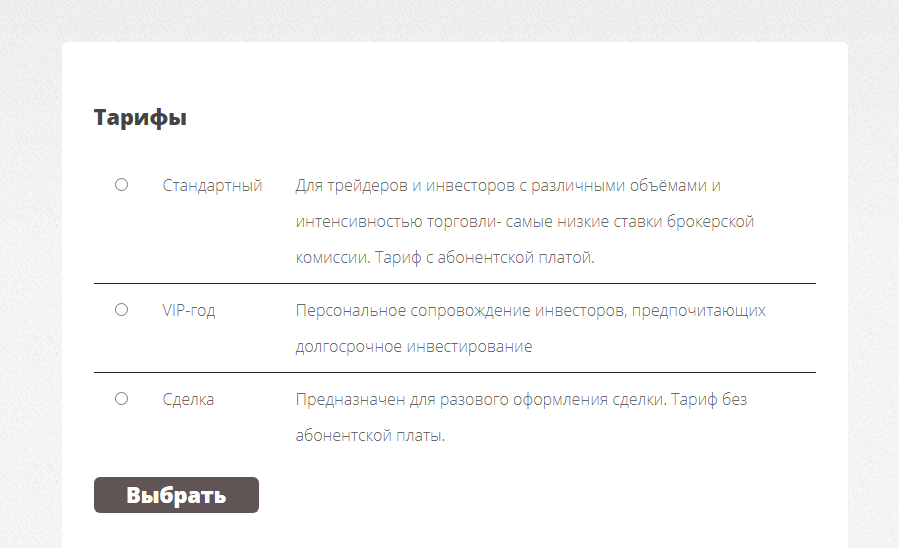 Тарифы
Стандартный
Для трейдеров и инвесторов с различными объёмами и
интенсивностью торговли- самые низкие ставки брокерской
комиссии. Тариф с абонентской платой.
VIP-год
Персональное сопровождение инвесторов, предпочитающих
долгосрочное инвестирование
Сделка
Предназначен для разового оформления сделки. Тариф без
абонентской платы.
Выбрать